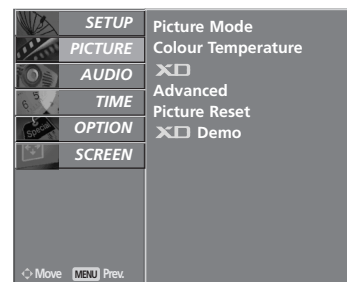 SETUP
PICTURE
AUDIO
TIME
OPTION
SCREEN
Move MENU Prev.
Picture Mode
Colour Temperature
XD
Advanced
Picture Reset
XD Demo